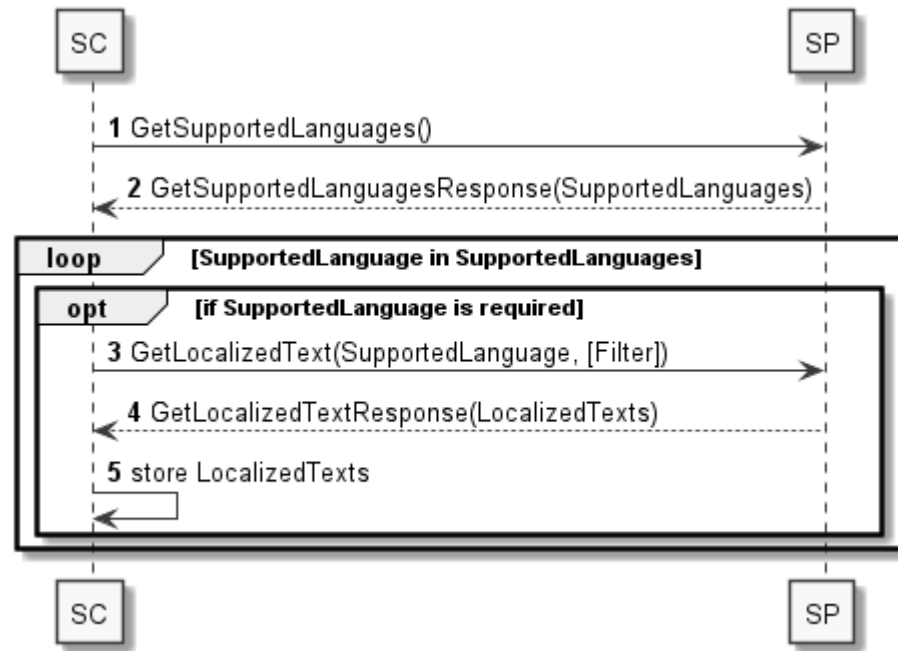 SC SP
1 GetSupportedLanguages()
2 GetSupportedLanguagesResponse(SupportedLanguages)
loop [SupportedLanguage in SupportedLanguages]
opt [if SupportedLanguage is required]
3 GetLocalizedText(SupportedLanguage, [Filter])
4 GetLocalizedTextResponse(LocalizedTexts)
5 store LocalizedTexts
SC SP